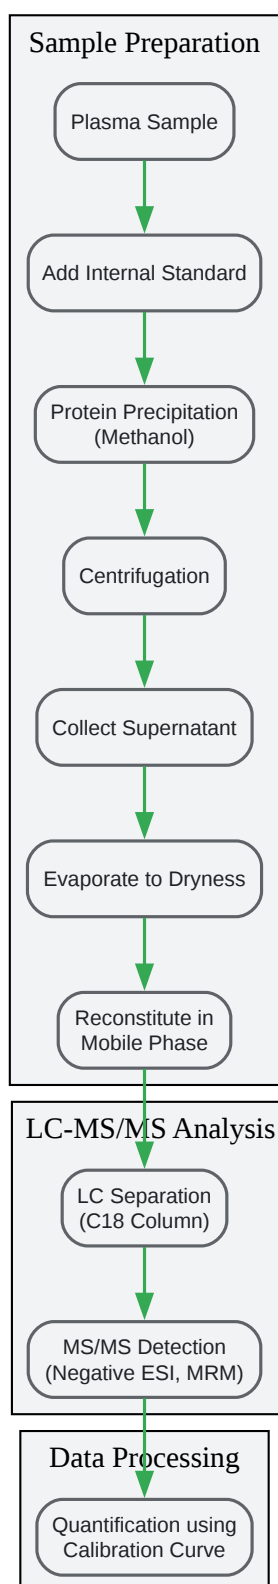 Sample Preparation
Plasma Sample
Add Internal Standard
Protein Precipitation
(Methanol)
Centrifugation
Collect Supernatant
Evaporate to Dryness
Reconstitute in
Mobile Phase
LC-MS/MS Analysis
LC Separation
(C18 Column)
MS/MS Detection
(Negative ESI, MRM)
Data Processing
Quantification using
Calibration Curve